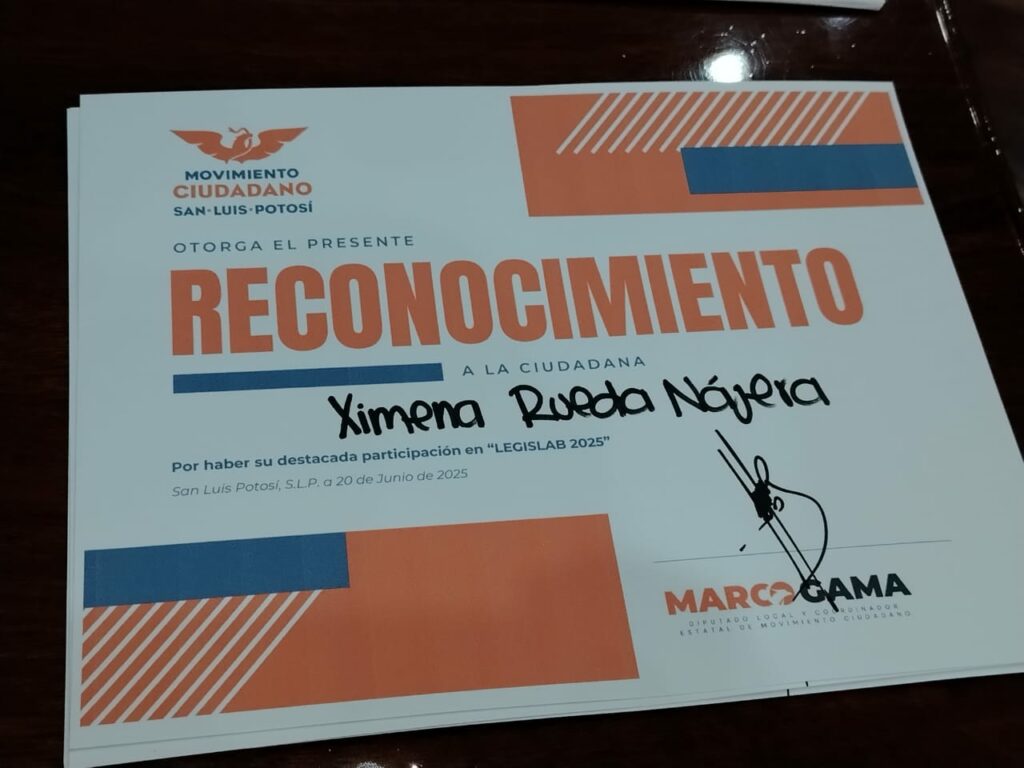 MOVIMIENTO
CIUDADANO
SAN·LUIS·POTOSÍ
OTORGA EL PRESENTE
RECONOCIMIENTO
A LA CIUDADANA
Ximena Rueda Nájera
Por haber su destacada participación en “LEGISLAB 2025”
San Luis Potosí, S.L.P. a 20 de Junio de 2025
MARCO GAMA
DIPUTADO LOCAL Y COORDINADOR
ESTATAL DE MOVIMIENTO CIUDADANO.